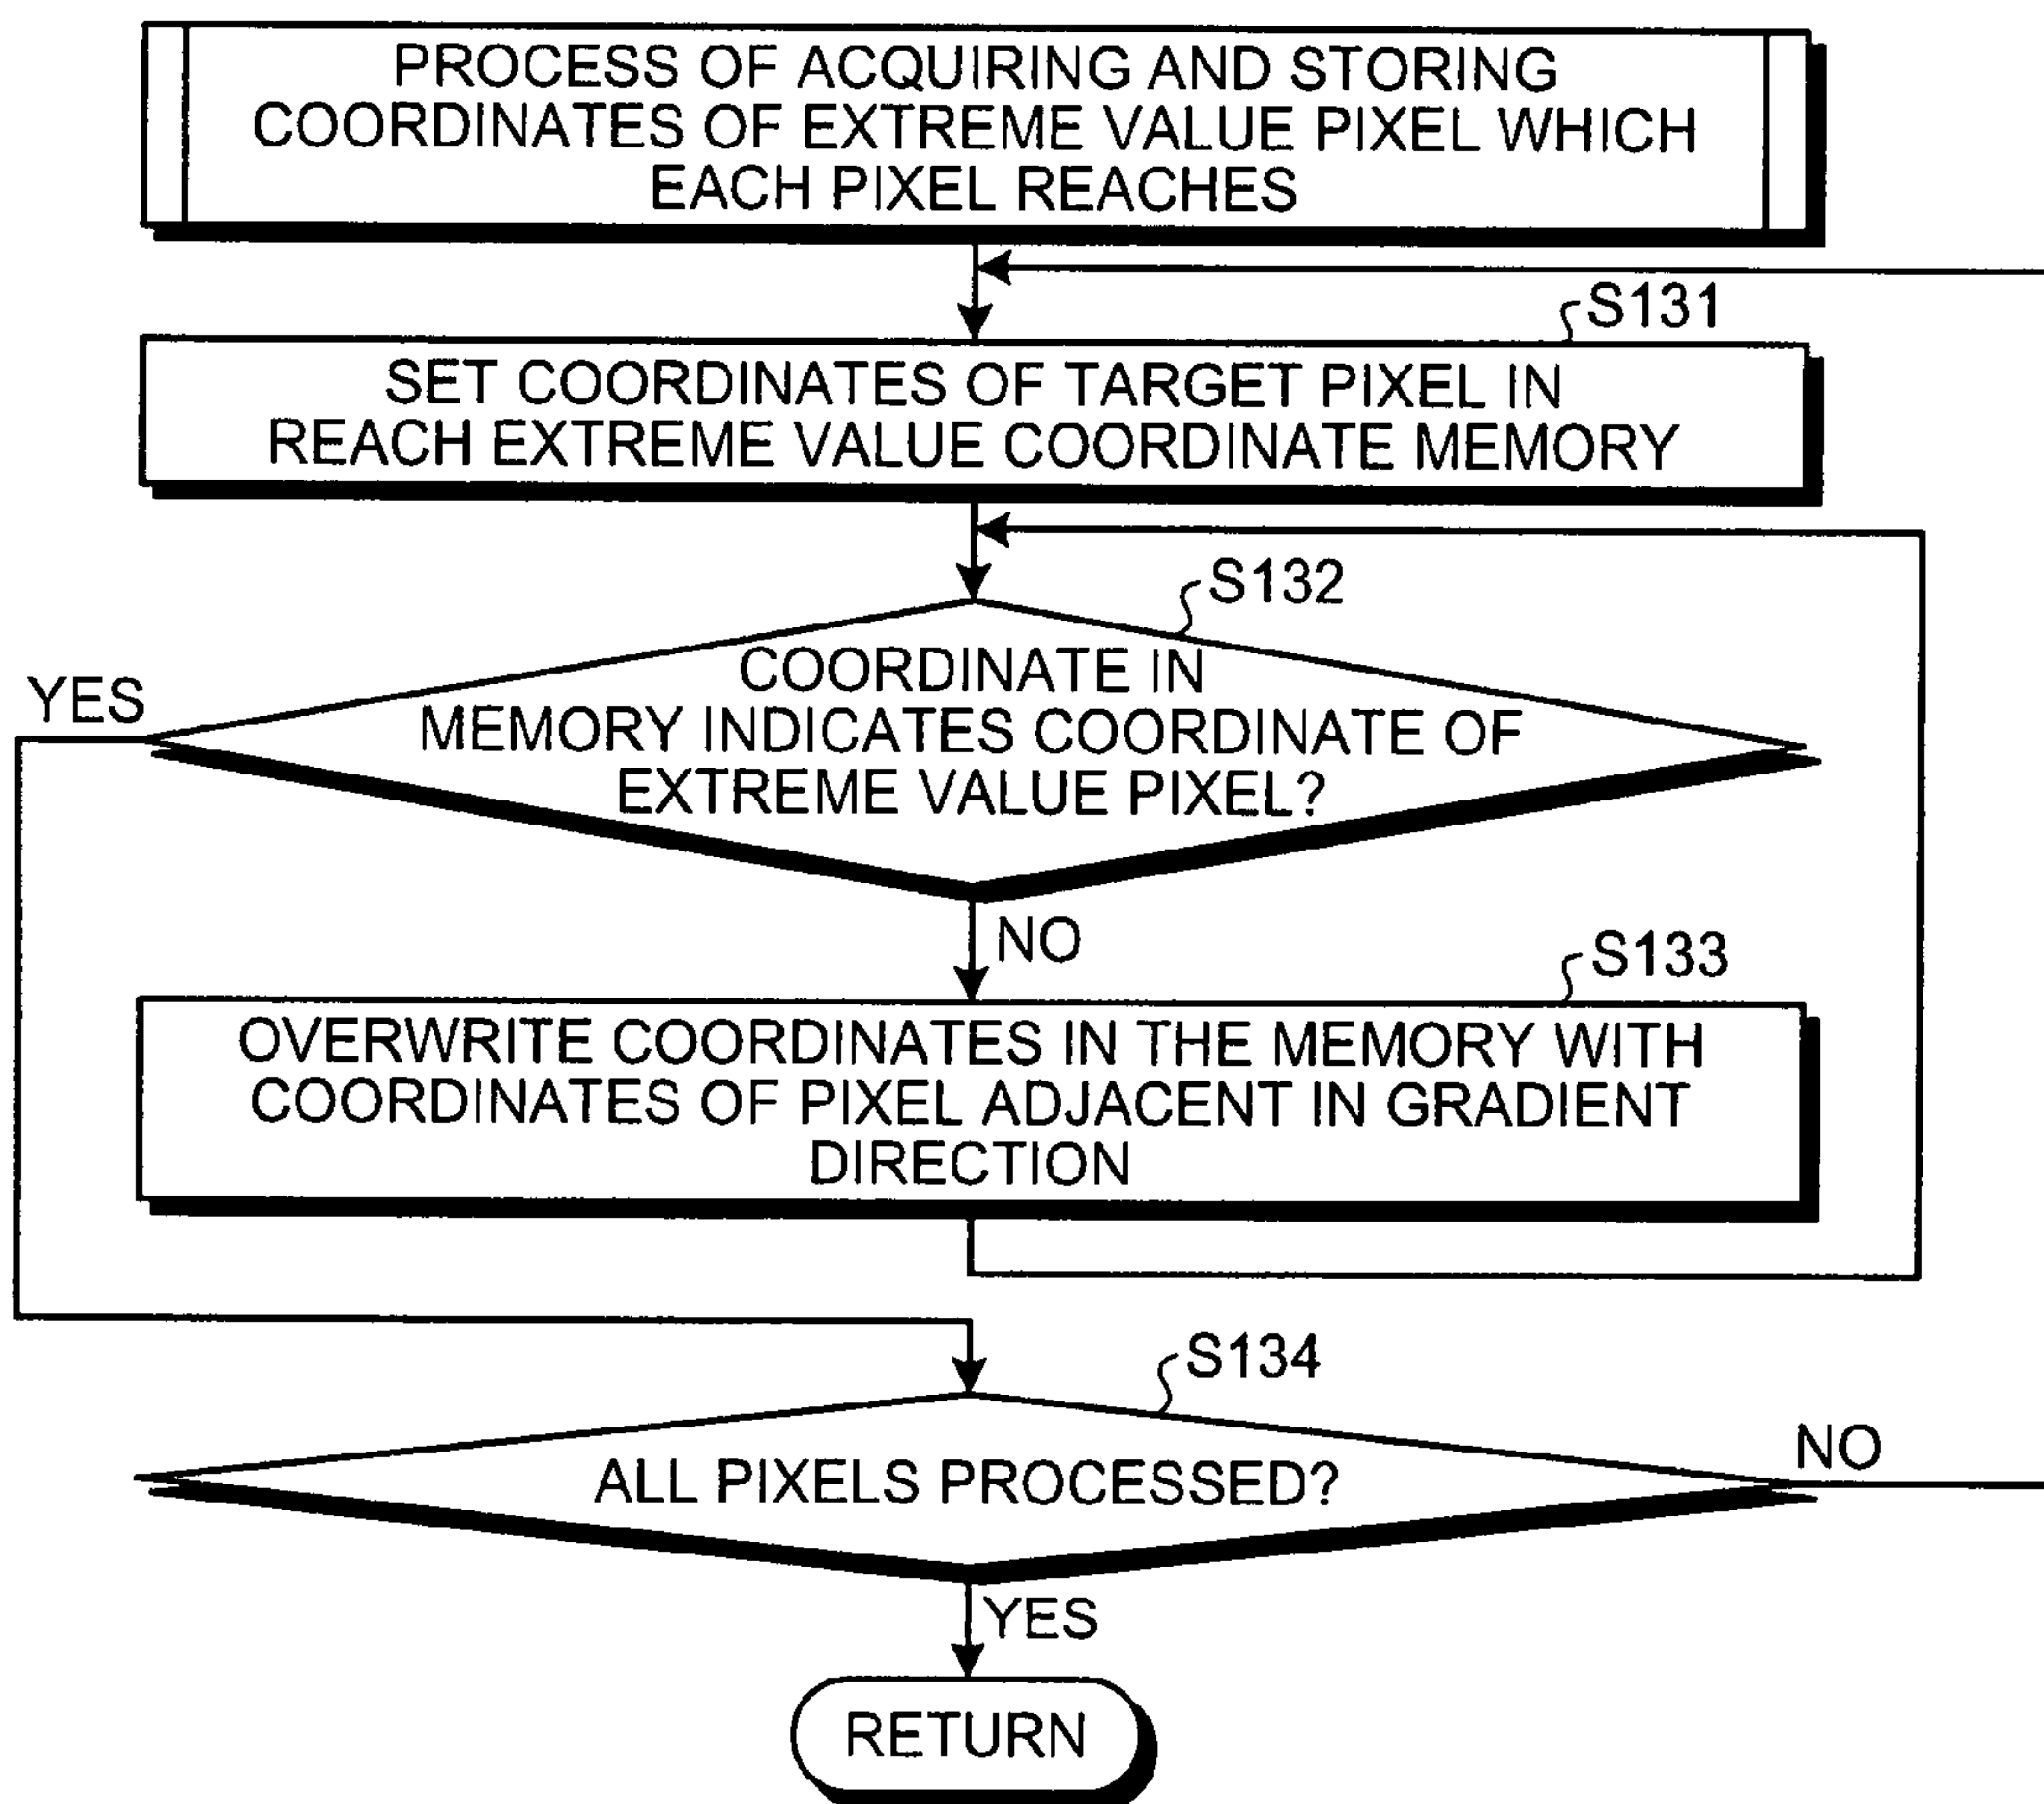 PROCESS OF ACQUIRING AND STORING
COORDINATES OF EXTREME VALUE PIXEL WHICH
EACH PIXEL REACHES
S131
SET COORDINATES OF TARGET PIXEL IN
REACH EXTREME VALUE COORDINATE MEMORY
S132
COORDINATE IN
YES
MEMORY INDICATES COORDINATE OF
EXTREME VALUE PIXEL?
NO
S133
OVERWRITE COORDINATES IN THE MEMORY WITH
COORDINATES OF PIXEL ADJACENT IN GRADIENT
DIRECTION
S134
NO
ALL PIXELS PROCESSED?
YES
RETURN